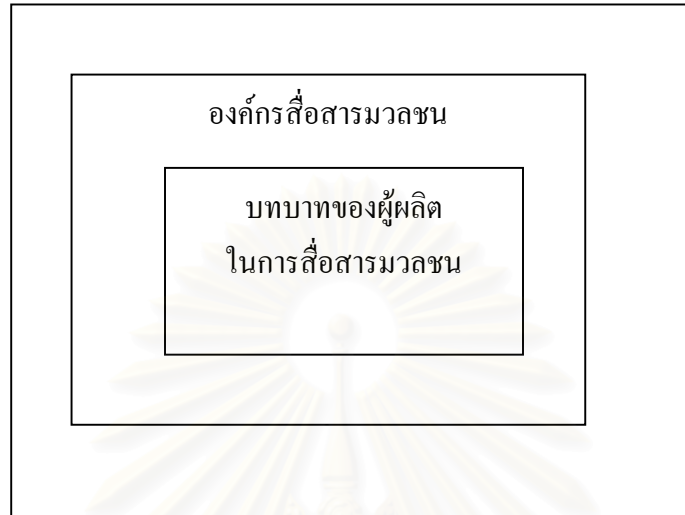 องค์กรสื่อสารมวลชน
บทบาทของผู้ผลิต
ในการสื่อสารมวลชน